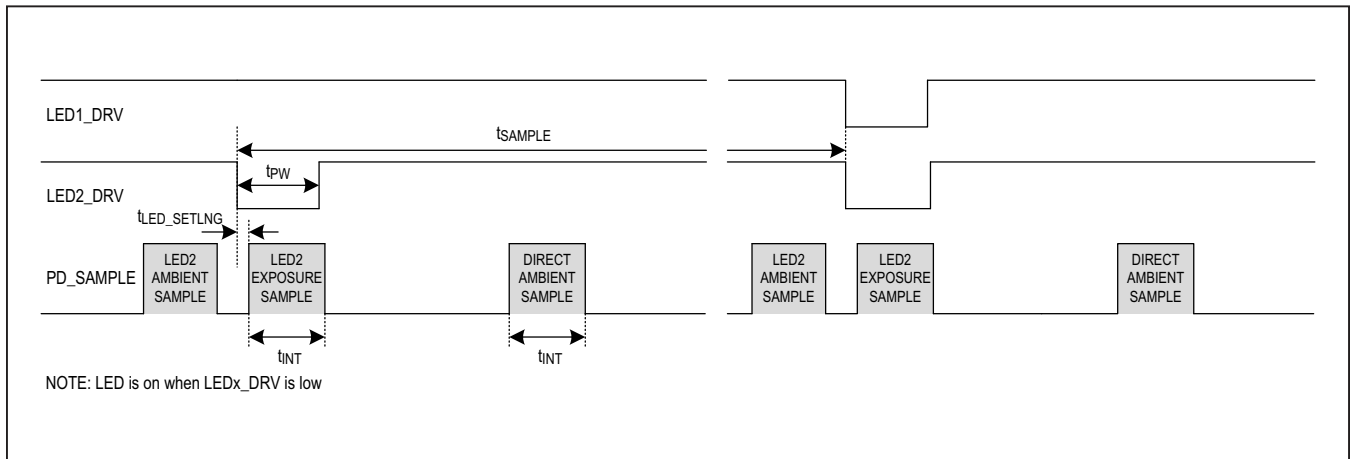 LED1_DRV
tSAMPLE
tPW
LED2_DRV
tLED_SETLNG
PD_SAMPLE
LED2
AMBIENT
SAMPLE
LED2
EXPOSURE
SAMPLE
DIRECT
AMBIENT
SAMPLE
LED2
AMBIENT
SAMPLE
LED2
EXPOSURE
SAMPLE
DIRECT
AMBIENT
SAMPLE
tINT
tINT
NOTE: LED is on when LEDx_DRV is low